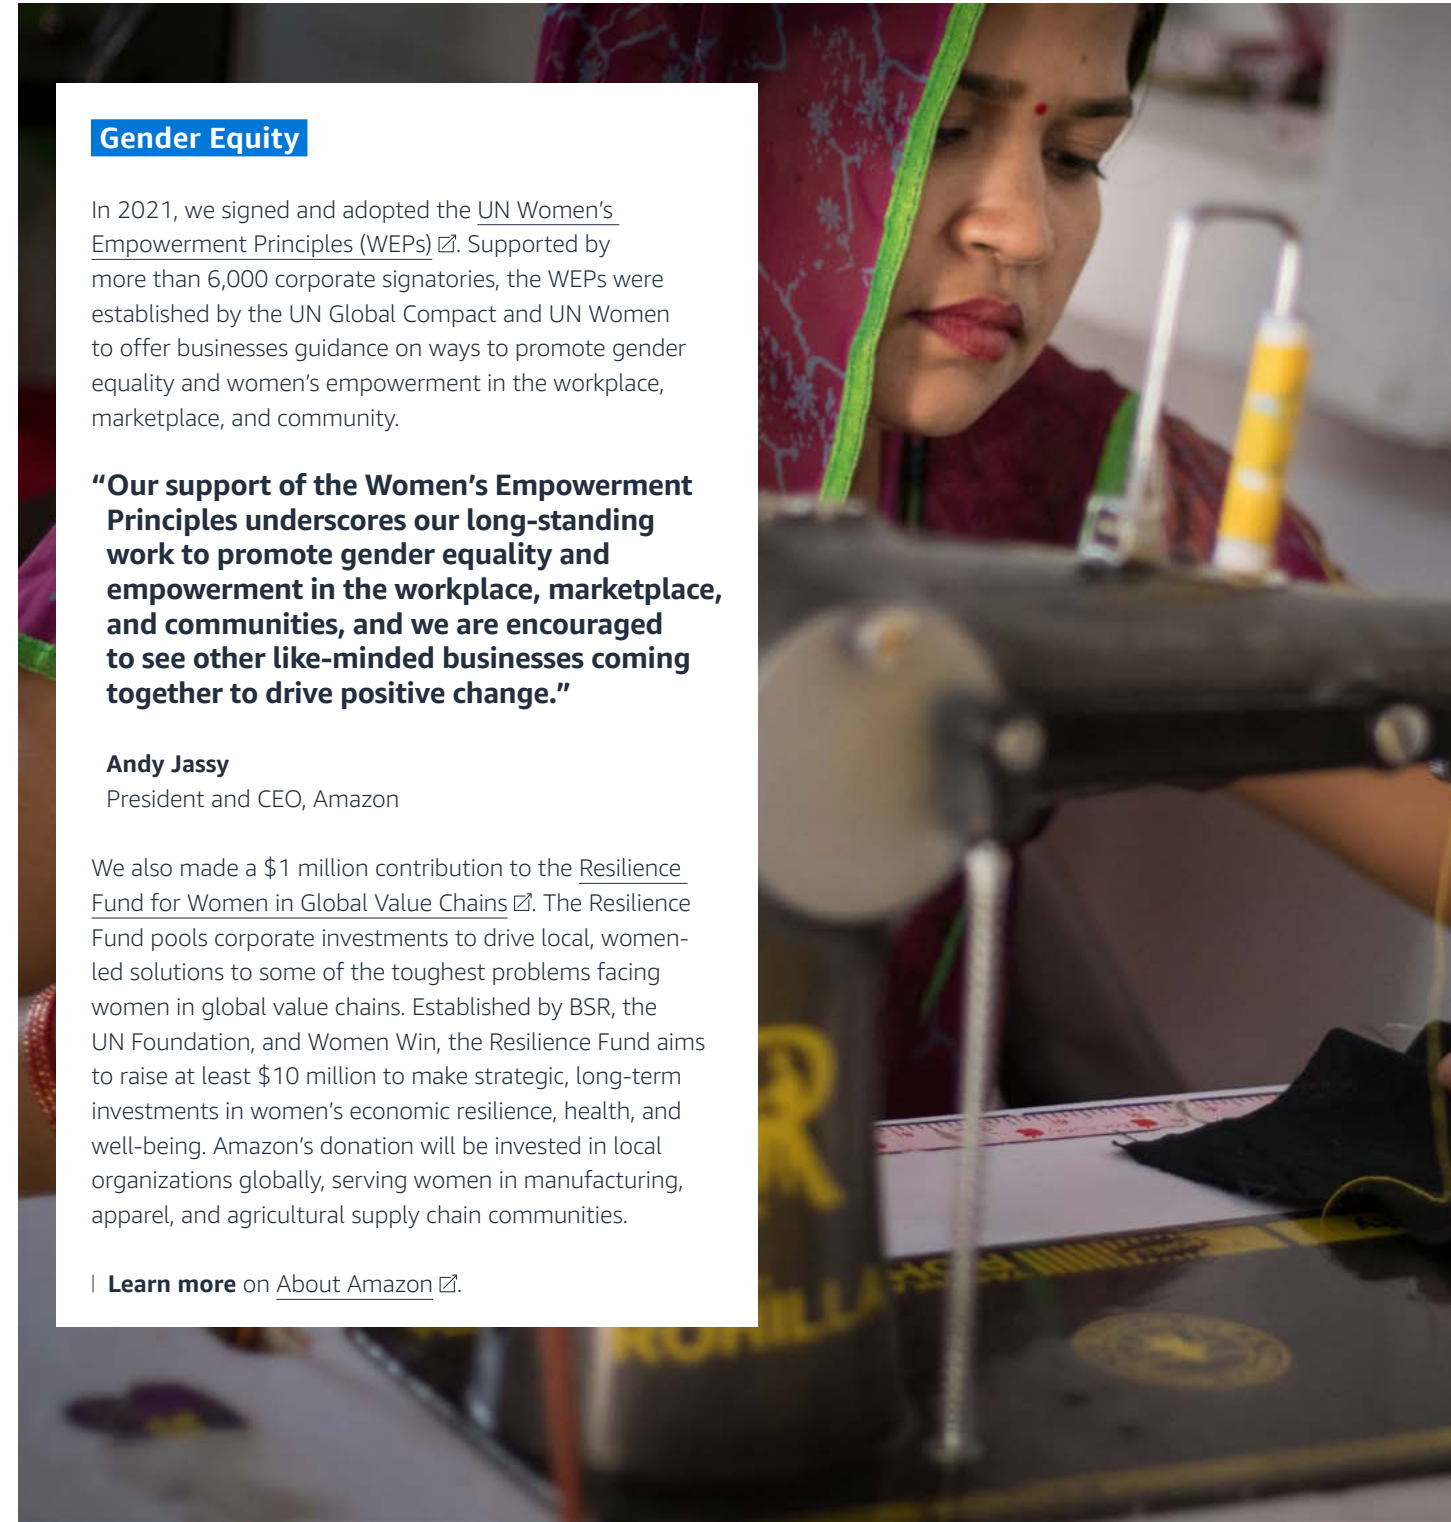 Gender Equity
In 2021, we signed and adopted the UN Women's
Empowerment Principles (WEPs). Supported by
more than 6,000 corporate signatories, the WEPs were
established by the UN Global Compact and UN Women
to offer businesses guidance on ways to promote gender
equality and women's empowerment in the workplace,
marketplace, and community.
“Our support of the Women's Empowerment
Principles underscores our long-standing
work to promote gender equality and
empowerment in the workplace, marketplace,
and communities, and we are encouraged
to see other like-minded businesses coming
together to drive positive change.”
Andy Jassy
President and CEO, Amazon
We also made a $1 million contribution to the Resilience
Fund for Women in Global Value Chains. The Resilience
Fund pools corporate investments to drive local, women-
led solutions to some of the toughest problems facing
women in global value chains. Established by BSR, the
UN Foundation, and Women Win, the Resilience Fund aims
to raise at least $10 million to make strategic, long-term
investments in women's economic resilience, health, and
well-being. Amazon's donation will be invested in local
organizations globally, serving women in manufacturing,
apparel, and agricultural supply chain communities.
| Learn more on About Amazon.